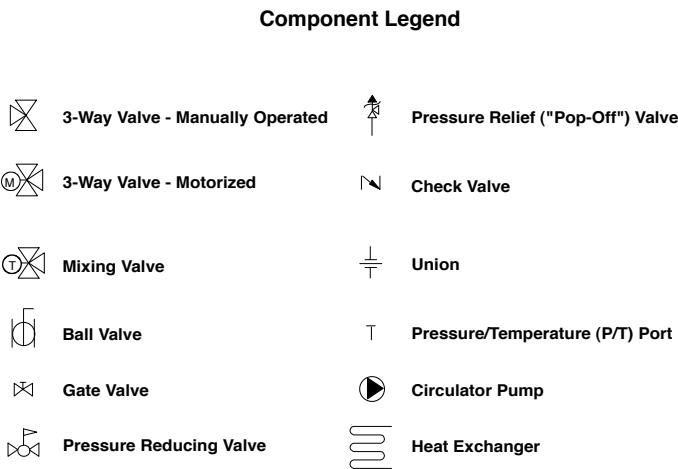 Component Legend
3-Way Valve - Manually Operated
Pressure Relief ("Pop-Off") Valve
M
3-Way Valve - Motorized
Check Valve
T
Mixing Valve
Union
Ball Valve
T
Pressure/Temperature (P/T) Port
Gate Valve
Circulator Pump
Pressure Reducing Valve
Heat Exchanger